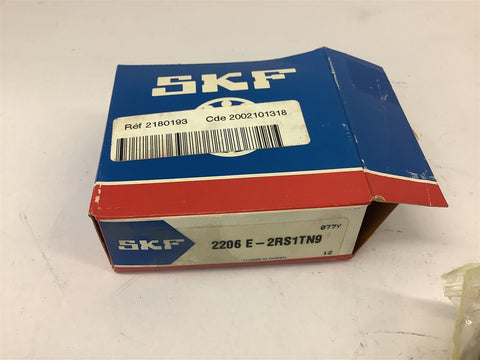 SKF
Réf 2180193 Cde 2002101318
077Y
SKF 2206 E-2RS1TN9
12